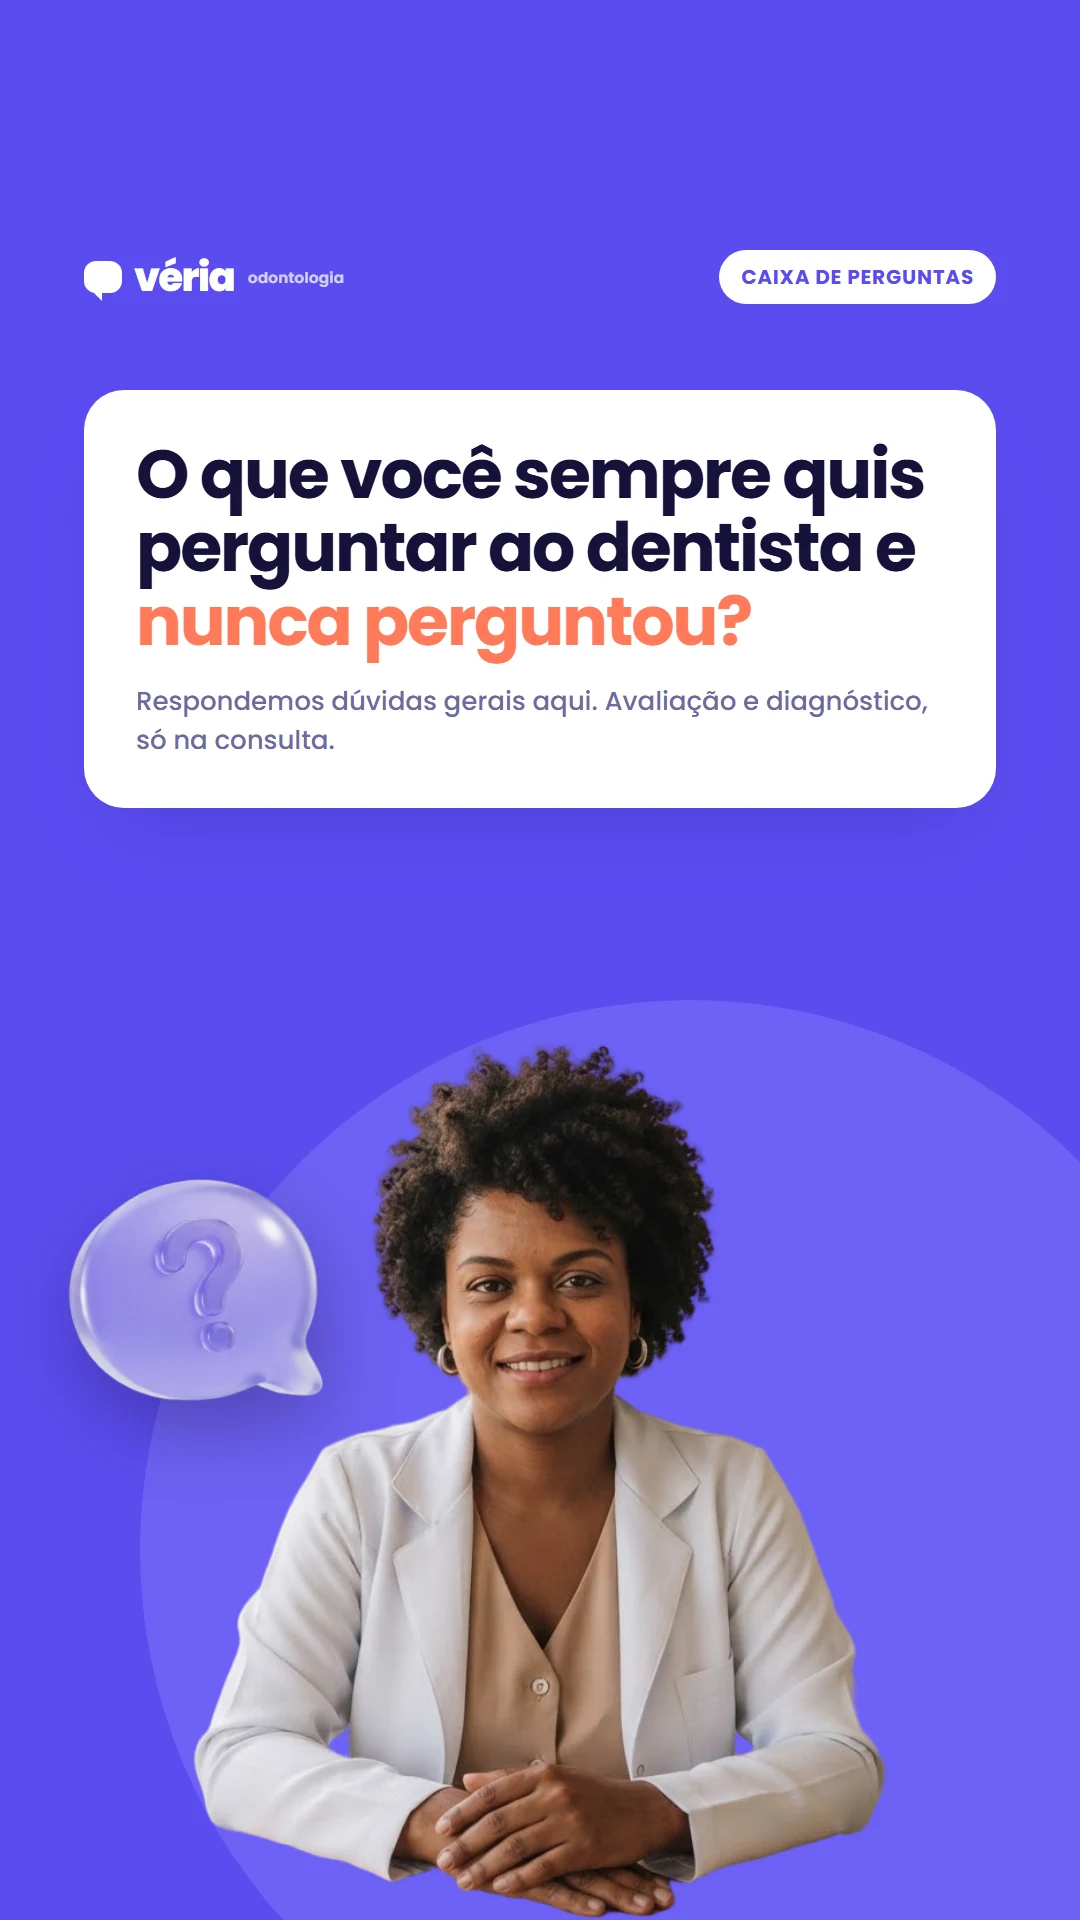 véria odontologia
CAIXA DE PERGUNTAS
O que você sempre quis
perguntar ao dentista e
nunca perguntou?
Respondemos dúvidas gerais aqui. Avaliação e diagnóstico,
só na consulta.
?